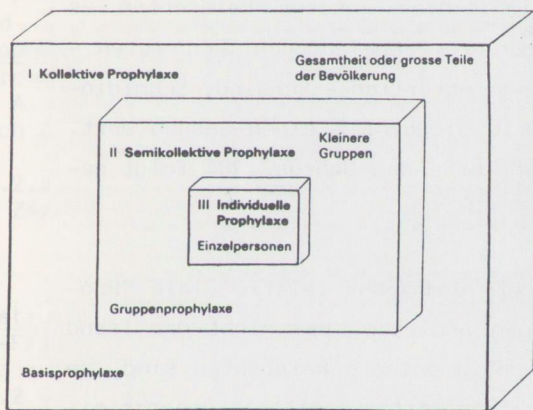 I Kollektive Prophylaxe
Gesamtheit oder grosse Teile
der Bevölkerung
II Semikollektive Prophylaxe
Kleinere
Gruppen
III Individuelle
Prophylaxe
Einzelpersonen
Gruppenprophylaxe
Basisprophylaxe